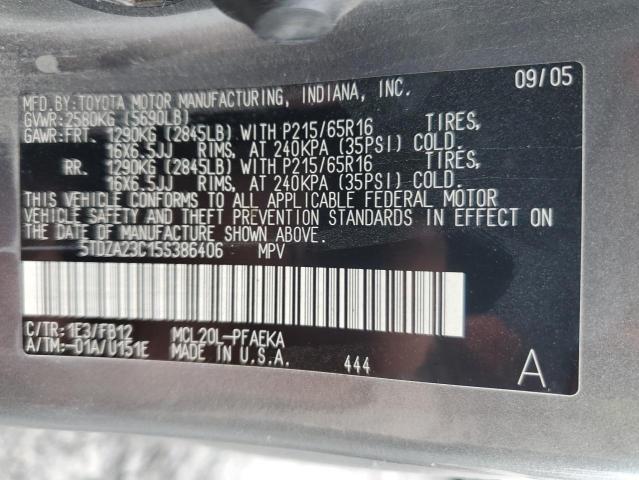 09/05
MFD.BY:TOYOTA MOTOR MANUFACTURING, INDIANA, INC.
GVWR:2580KG (5690LB)
GAWR:FRT. 1290KG (2845LB) WITH P215/65R16 TIRES,
16X6.5JJ RIMS, AT 240KPA (35PSI) COLD.
RR. 1290KG (2845LB) WITH P215/65R16 TIRES,
16X6.5JJ RIMS, AT 240KPA (35PSI) COLD.
THIS VEHICLE CONFORMS TO ALL APPLICABLE FEDERAL MOTOR
VEHICLE SAFETY AND THEFT PREVENTION STANDARDS IN EFFECT ON
THE DATE OF MANUFACTURE SHOWN ABOVE.
5TDZA23C15S386406 MPV
C/TR:1E3/FB12 MCL20L-PFAEKA
A/TM:-01A/U151E MADE IN U.S.A. 444 A